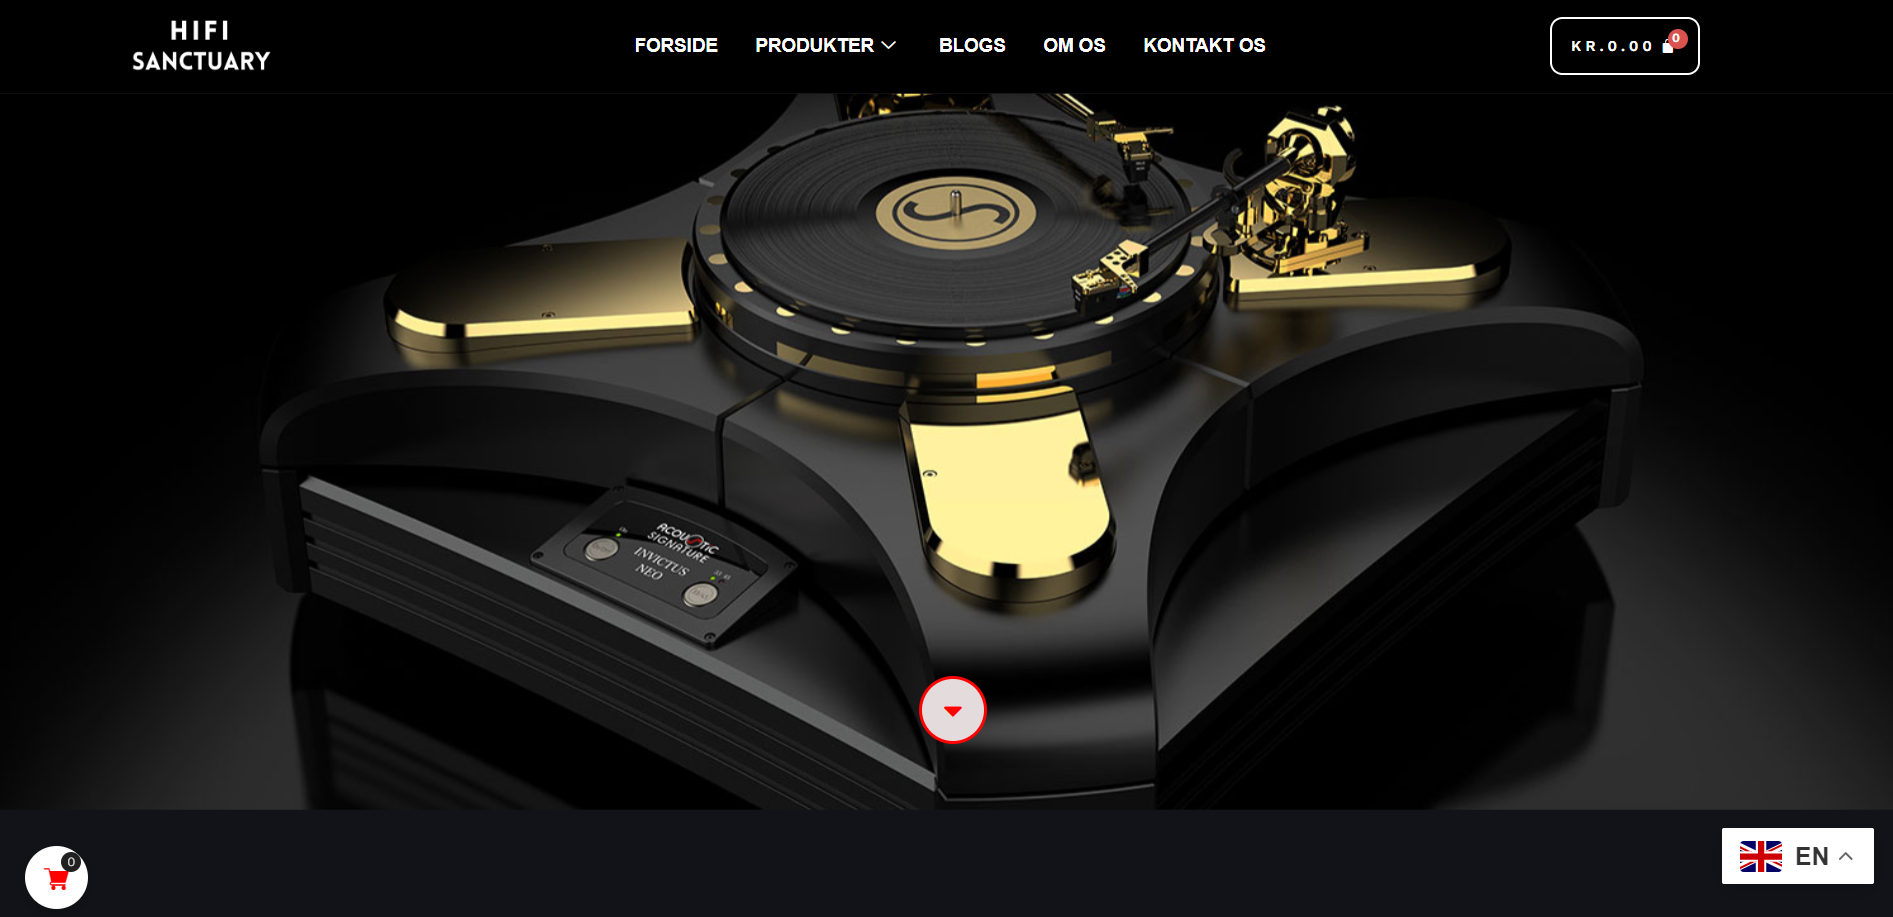 HIFI
SANCTUARY
FORSIDE
PRODUKTER
BLOGS
OM OS
KONTAKT OS
KR.0.00
0
ACOUSTIC
SIGNATURE
INVICTUS
NEO
0
EN